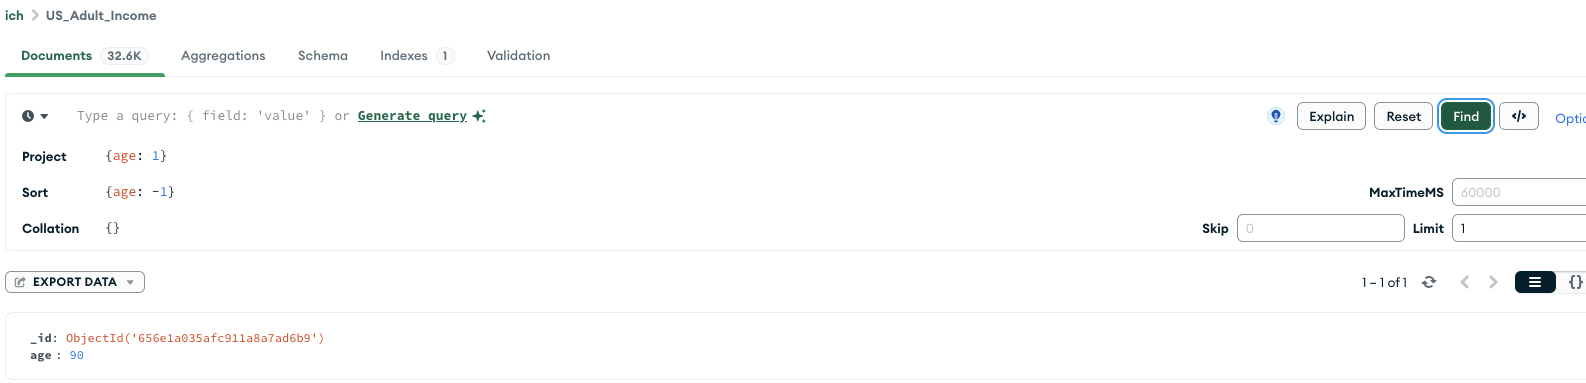 ich > US_Adult_Income
Documents 32.6K Aggregations Schema Indexes 1 Validation
Type a query: { field: 'value' } or Generate query Explain Reset Find </>
Project {age: 1}
Sort {age: -1} MaxTimeMS 60000
Collation {} Skip 0 Limit 1
EXPORT DATA 1 – 1 of 1 {}
_id: ObjectId('656e1a035afc911a8a7ad6b9')
age: 90